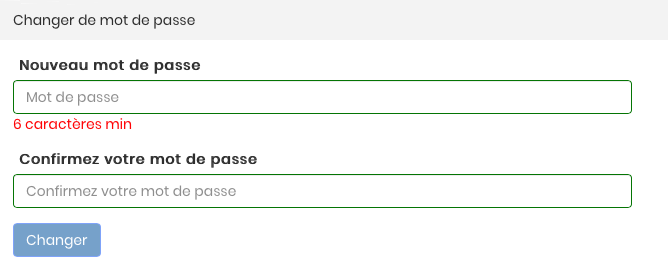 Changer de mot de passe
Nouveau mot de passe
Mot de passe
6 caractères min
Confirmez votre mot de passe
Confirmez votre mot de passe
Changer